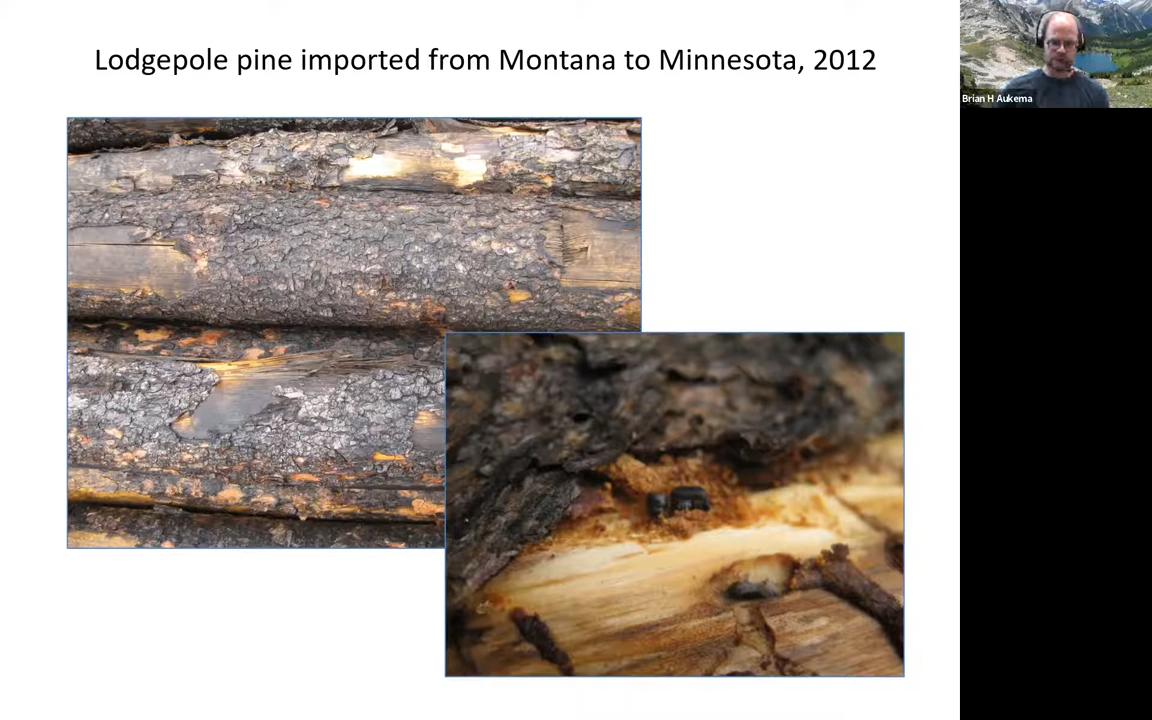 Lodgepole pine imported from Montana to Minnesota, 2012
Brian H Aukema